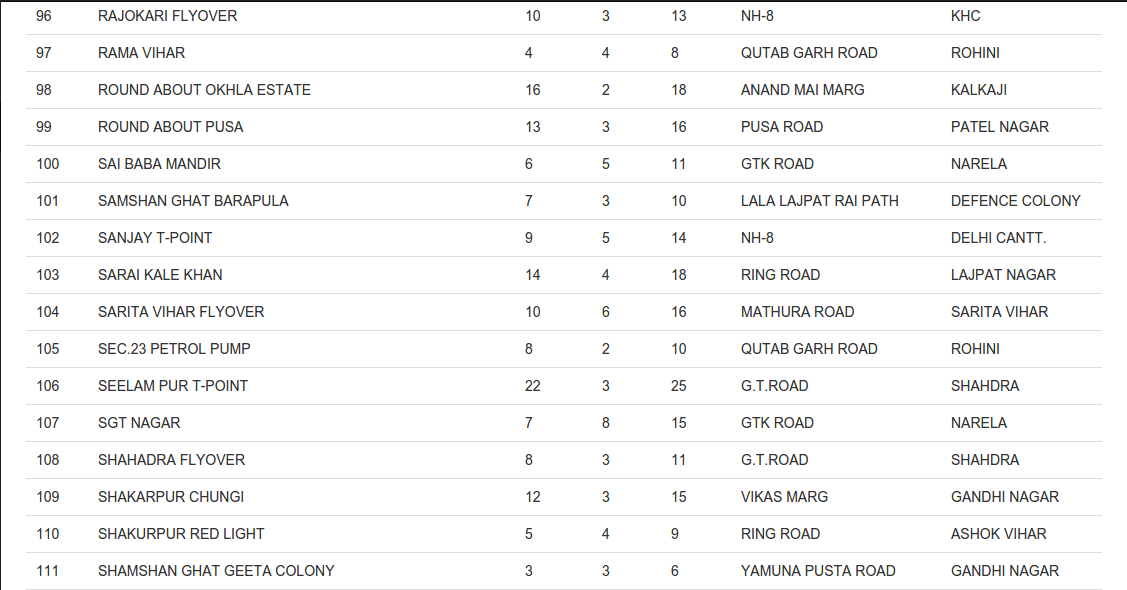 96 RAJOKARI FLYOVER 10 3 13 NH-8 KHC
97 RAMA VIHAR 4 4 8 QUTAB GARH ROAD ROHINI
98 ROUND ABOUT OKHLA ESTATE 16 2 18 ANAND MAI MARG KALKAJI
99 ROUND ABOUT PUSA 13 3 16 PUSA ROAD PATEL NAGAR
100 SAI BABA MANDIR 6 5 11 GTK ROAD NARELA
101 SAMSHAN GHAT BARAPULA 7 3 10 LALA LAJPAT RAI PATH DEFENCE COLONY
102 SANJAY T-POINT 9 5 14 NH-8 DELHI CANTT.
103 SARAI KALE KHAN 14 4 18 RING ROAD LAJPAT NAGAR
104 SARITA VIHAR FLYOVER 10 6 16 MATHURA ROAD SARITA VIHAR
105 SEC.23 PETROL PUMP 8 2 10 QUTAB GARH ROAD ROHINI
106 SEELAM PUR T-POINT 22 3 25 G.T.ROAD SHAHDRA
107 SGT NAGAR 7 8 15 GTK ROAD NARELA
108 SHAHADRA FLYOVER 8 3 11 G.T.ROAD SHAHDRA
109 SHAKARPUR CHUNGI 12 3 15 VIKAS MARG GANDHI NAGAR
110 SHAKURPUR RED LIGHT 5 4 9 RING ROAD ASHOK VIHAR
111 SHAMSHAN GHAT GEETA COLONY 3 3 6 YAMUNA PUSTA ROAD GANDHI NAGAR